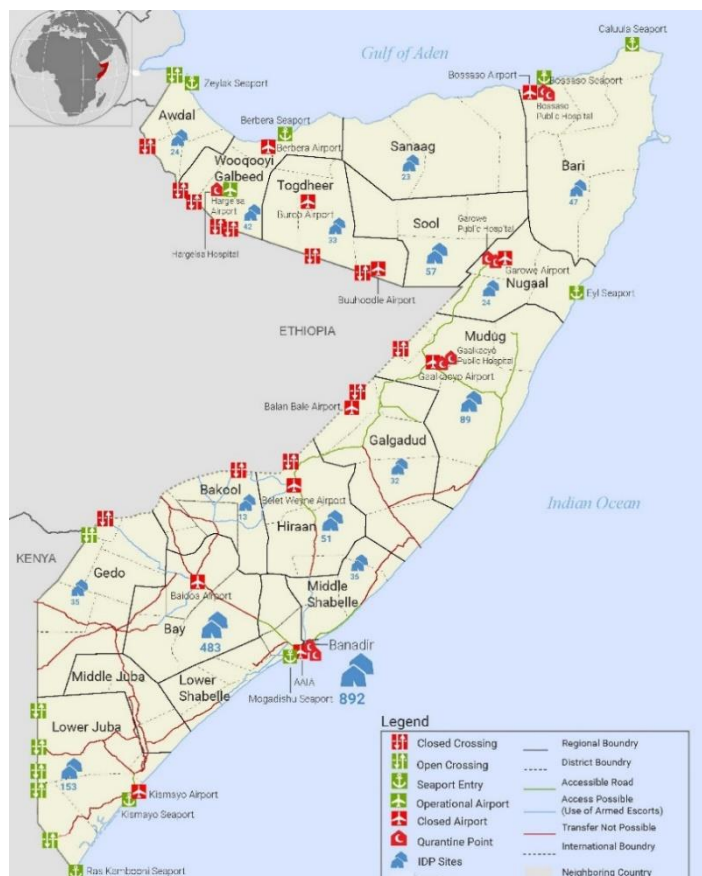 Gulf of Aden
Caluula Seaport
Bossaso Airport
Bossaso Seaport
Bossaso
Public Hospital
Zeylak Seaport
Awdal
24
Berbera Seaport
Berbera Airport
Wooqooyi
Galbeed
Hargeisa
Airport
42
Hargeisa Hospital
Togdheer
Burco Airport
33
Sanaag
23
Bari
47
Sool
57
Garowe
Public Hospital
Garowe Airport
Nugaal
24
Eyl Seaport
Buuhoodle Airport
ETHIOPIA
Mudug
Gaalkacyo
Public Hospital
Gaalkacyo Airport
89
Balan Bale Airport
Galgadud
32
Bakool
Belet Weyne Airport
Hiraan
51
Indian Ocean
KENYA
Gedo
35
Baidoa Airport
Bay
483
35
Middle
Shabelle
Banadir
AAIA
Mogadishu Seaport
892
Middle Juba
Lower
Shabelle
Lower Juba
153
Kismayo Airport
Kismayo Seaport
Ras Kambooni Seaport
Legend
Closed Crossing
Open Crossing
Seaport Entry
Operational Airport
Closed Airport
Qurantine Point
IDP Sites
Regional Boundry
District Boundry
Accessible Road
Access Possible
(Use of Armed Escorts)
Transfer Not Possible
International Boundry
Neighboring Country